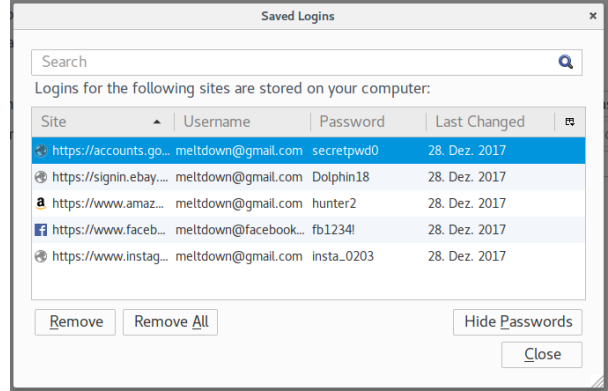 Saved Logins
Search
Logins for the following sites are stored on your computer:
Site Username Password Last Changed
https://accounts.go... meltdown@gmail.com secretpwd0 28. Dez. 2017
https://signin.ebay.... meltdown@gmail.com Dolphin18 28. Dez. 2017
https://www.amaz... meltdown@gmail.com hunter2 28. Dez. 2017
https://www.faceb... meltdown@facebook... fb1234! 28. Dez. 2017
https://www.instag... meltdown@gmail.com insta_0203 28. Dez. 2017
Remove Remove All Hide Passwords
Close